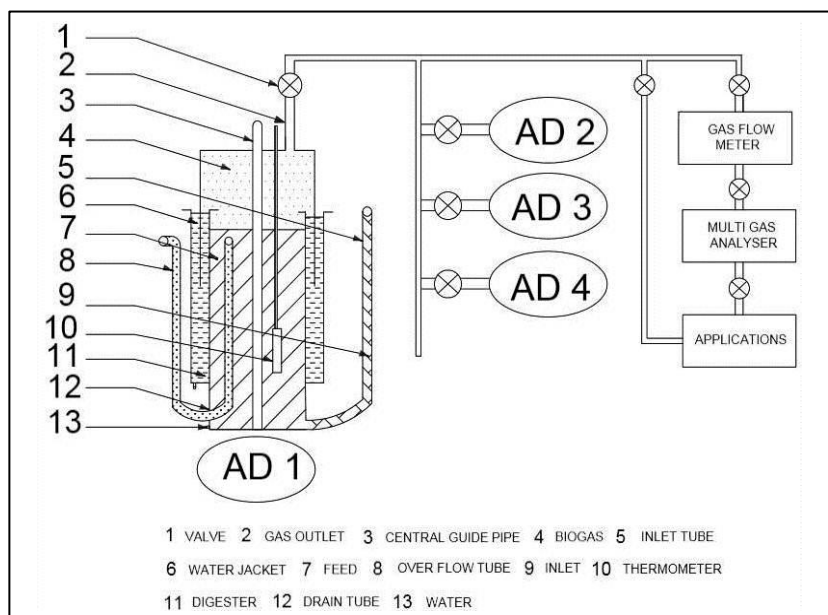 1
2
3
4
5
6
7
8
9
10
11
12
13
AD 1
AD 2
AD 3
AD 4
GAS FLOW
METER
MULTI GAS
ANALYSER
APPLICATIONS
1 VALVE 2 GAS OUTLET 3 CENTRAL GUIDE PIPE 4 BIOGAS 5 INLET TUBE
6 WATER JACKET 7 FEED 8 OVER FLOW TUBE 9 INLET 10 THERMOMETER
11 DIGESTER 12 DRAIN TUBE 13 WATER